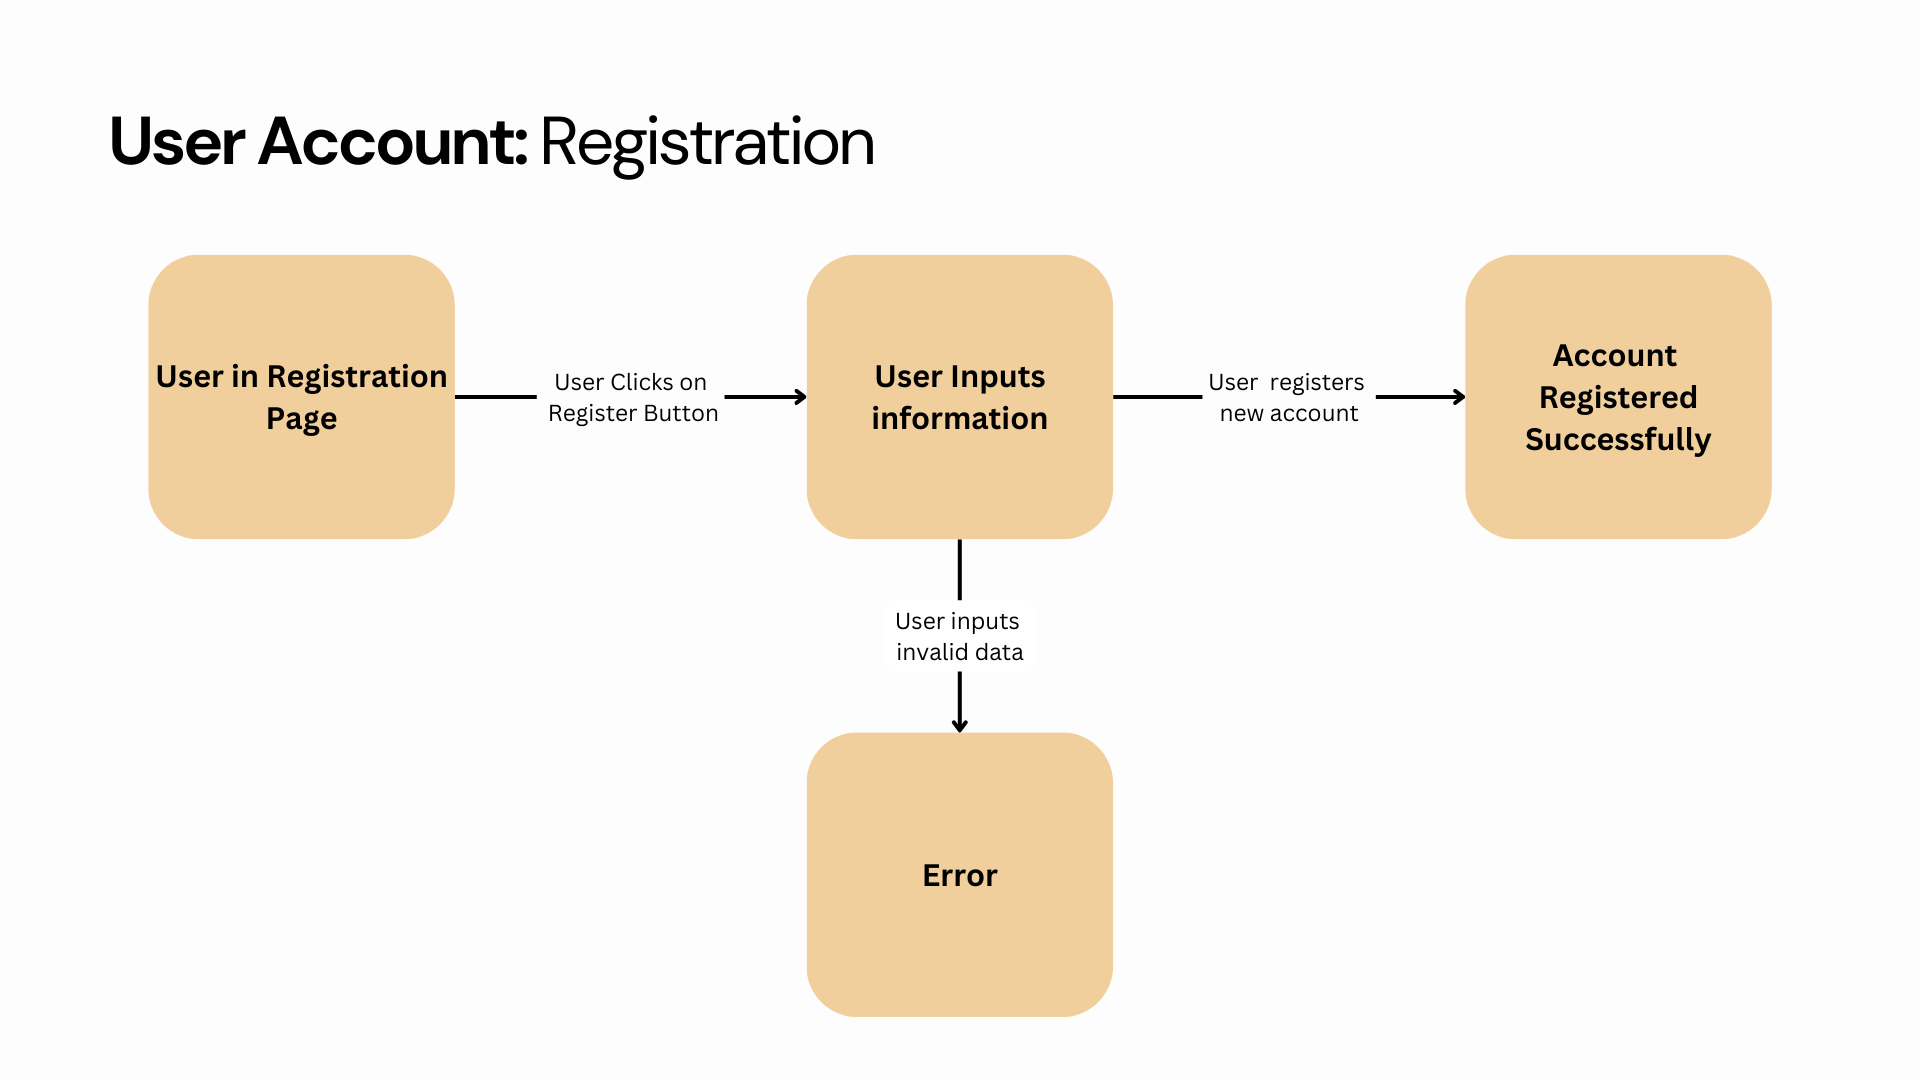 User Account: Registration
User in Registration
Page
User Clicks on
Register Button
User Inputs
information
User  registers
new account
Account
Registered
Successfully
User inputs
invalid data
Error